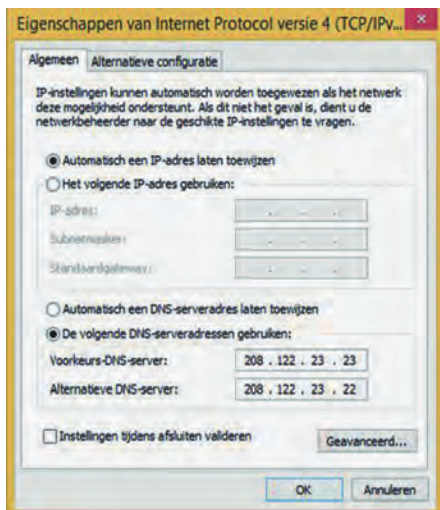 Eigenschappen van Internet Protocol versie 4 (TCP/IPv...
Algemeen
Alternatieve configuratie
IP-instellingen kunnen automatisch worden toegewezen als het netwerk
deze mogelijkheid ondersteunt. Als dit niet het geval is, dient u de
netwerkbeheerder naar de geschikte IP-instellingen te vragen.
Automatisch een IP-adres laten toewijzen
Het volgende IP-adres gebruiken:
IP-adres:
Subnetmasker:
Standaardgateway:
Automatisch een DNS-serveradres laten toewijzen
De volgende DNS-serveradressen gebruiken:
Voorkeurs-DNS-server: 208 . 122 . 23 . 23
Alternatieve DNS-server: 208 . 122 . 23 . 22
Instellingen tijdens afsluiten valideren
Geavanceerd...
OK Annuleren